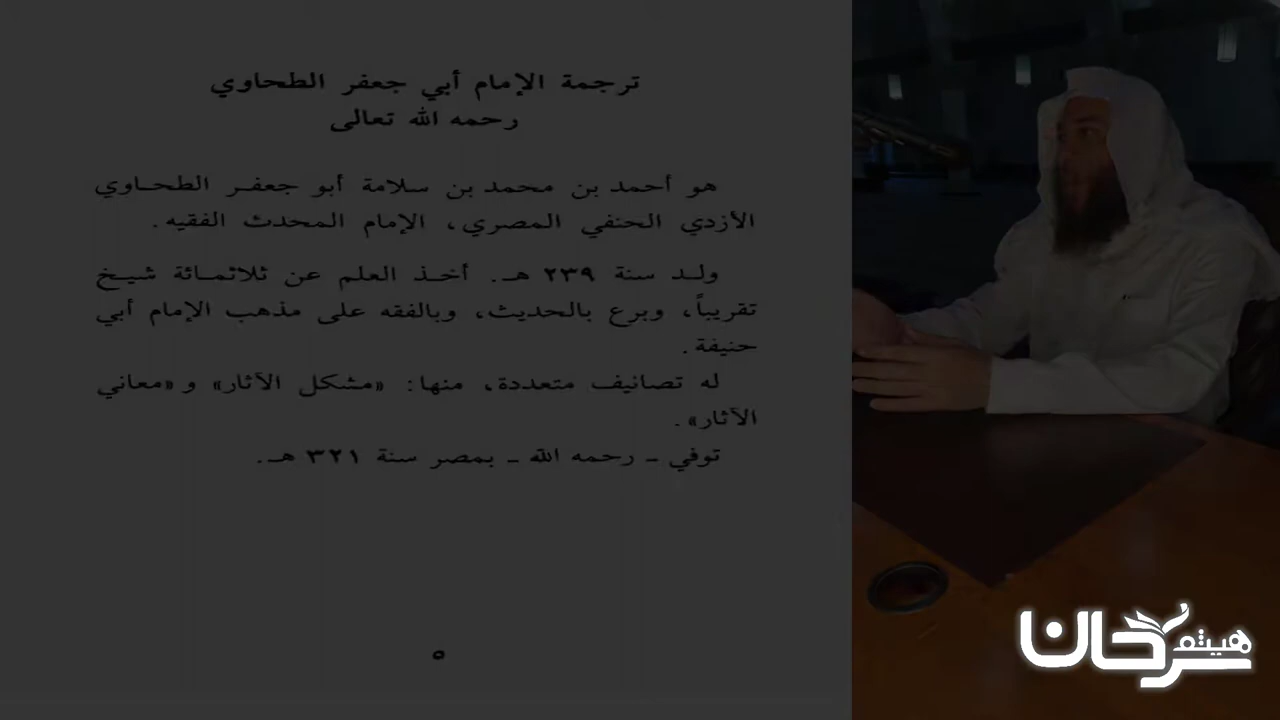 ترجمة الإمام أبي جعفر الطحاوي
رحمه الله تعالى
هو أحمد بن محمد بن سلامة أبو جعفر الطحاوي
الأزدي الحنفي المصري، الإمام المحدث الفقيه.
ولد سنة ٢٣٩ هـ. أخذ العلم عن ثلاثمائة شيخ
تقريباً، وبرع بالحديث، وبالفقه على مذهب الإمام أبي
حنيفة.
له تصانيف متعددة، منها: «مشكل الآثار» و «معاني
الآثار».
توفي ـ رحمه الله ـ بمصر سنة ٣٢١ هـ.
٥
هيثم
سرحان